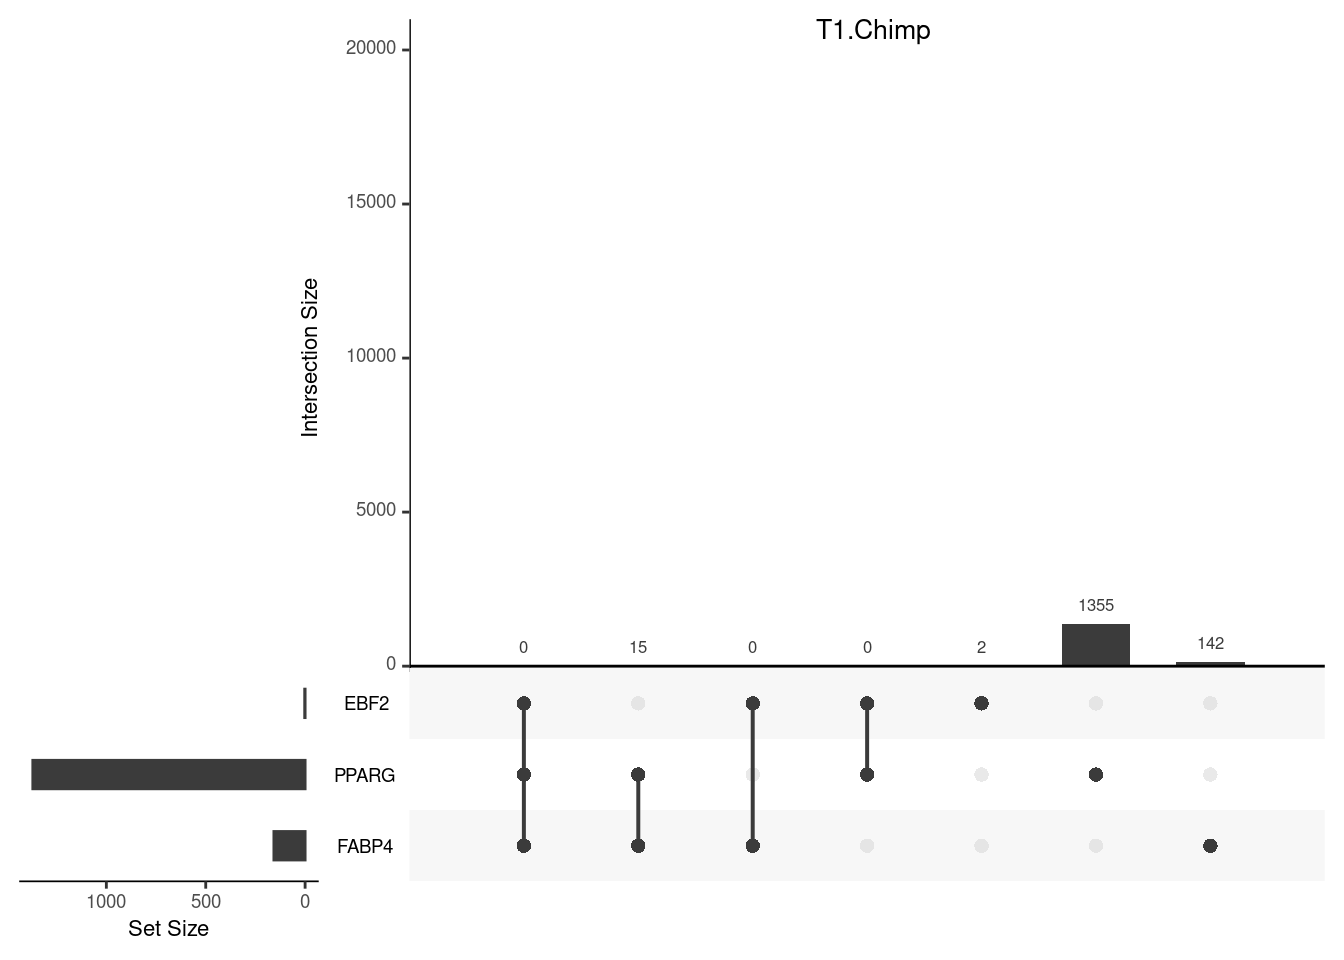 T1.Chimp
20000
15000
10000
5000
0
Intersection Size
0 15 0 0 2 1355 142
EBF2
PPARG
FABP4
1000 500 0
Set Size